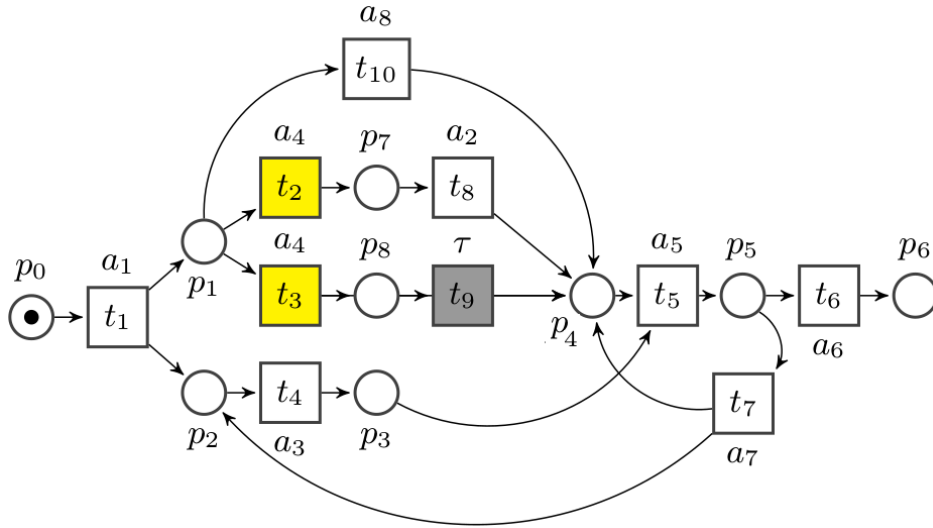 a₈
t₁₀
a₄ p₇ a₂
t₂ t₈
a₄ p₈ τ a₅ p₅ p₆
p₀ a₁ p₁
t₃ t₉ t₅ t₆
t₁ p₄
a₆
t₄ t₇
p₂ a₃ p₃ a₇